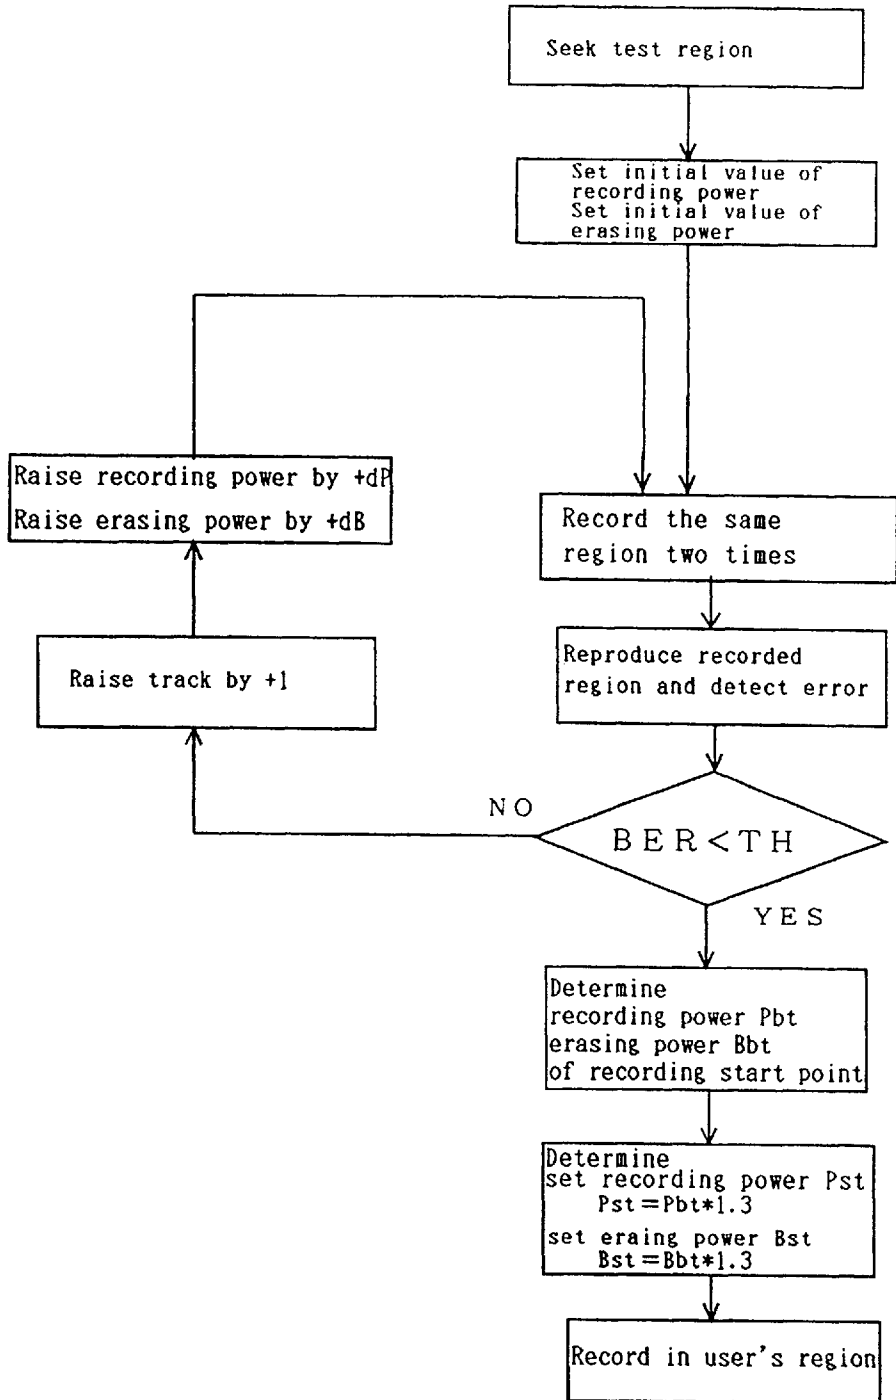 Seek test region
Set initial value of
recording power
Set initial value of
erasing power
Raise recording power by +dP
Raise erasing power by +dB
Record the same
region two times
Raise track by +1
Reproduce recorded
region and detect error
NO
BER<TH
YES
Determine
recording power Pbt
erasing power Bbt
of recording start point
Determine
set recording power Pst
Pst=Pbt*1.3
set eraing power Bst
Bst=Bbt*1.3
Record in user's region